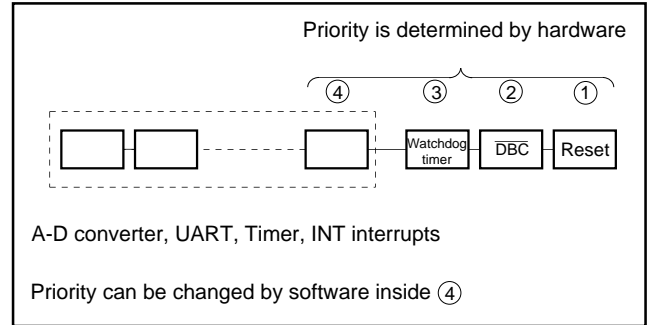 Priority is determined by hardware
④ ③ ② ①
Watchdog
timer
D̅B̅C̅
Reset
A-D converter, UART, Timer, INT interrupts
Priority can be changed by software inside ④